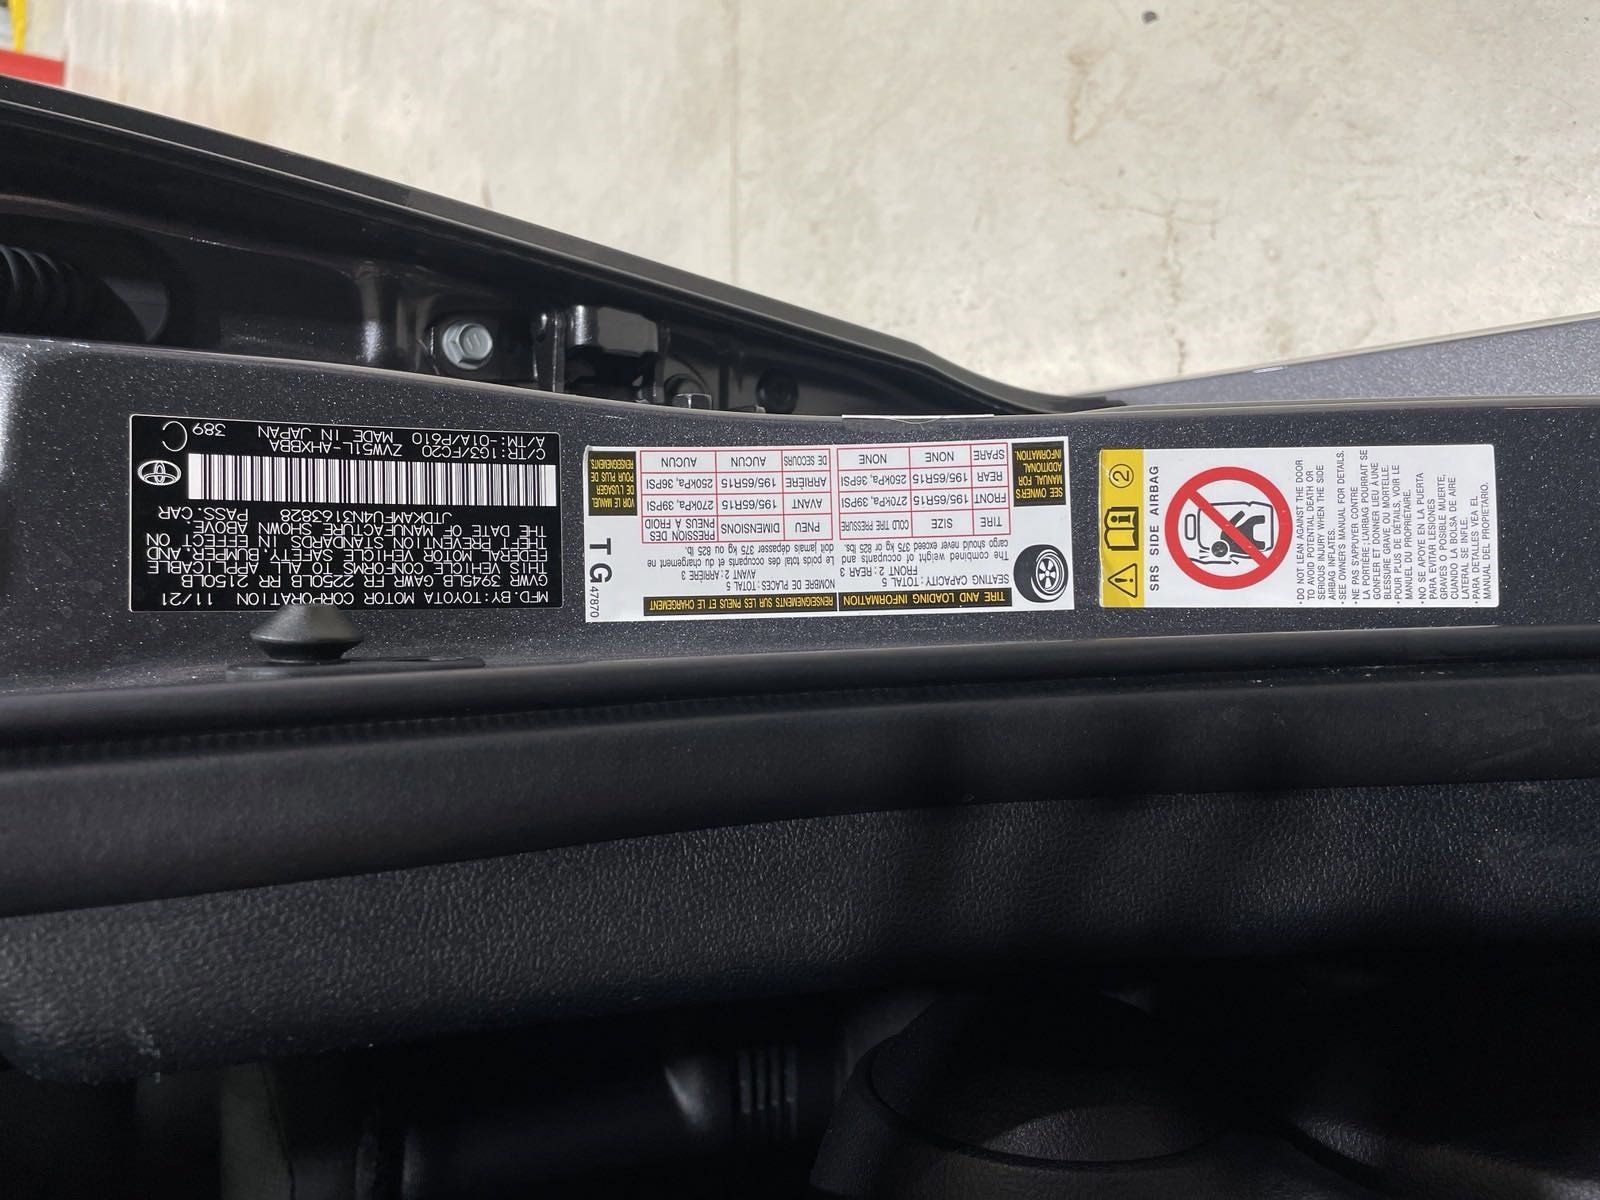 MFD. BY: TOYOTA MOTOR CORPORATION 11/21
GVWR 3945LB GAWR FR 2250LB RR 2150LB
THIS VEHICLE CONFORMS TO ALL APPLICABLE
FEDERAL MOTOR VEHICLE SAFETY, BUMPER, AND
THEFT PREVENTION STANDARDS IN EFFECT ON
THE DATE OF MANUFACTURE SHOWN ABOVE.
JTDKAMFU4N3163828 PASS. CAR
C/TR: 1G3/FC20 ZVW51L-AHXBBA
A/TM: -01A/P610 MADE IN JAPAN
C 389
TIRE AND LOADING INFORMATION
RENSEIGNEMENTS SUR LES PNEUS ET LE CHARGEMENT
SEATING CAPACITY: TOTAL 5
FRONT 2: REAR 3
NOMBRE DE PLACES: TOTAL 5
AVANT 2: ARRIÈRE 3
The combined weight of occupants and
cargo should never exceed 375 kg or 825 lbs.
Le poids total des occupants et du chargement ne
doit jamais dépasser 375 kg ou 825 lb.
TIRE SIZE COLD TIRE PRESSURE
FRONT 195/65R15 270kPa, 39PSI
REAR 195/65R15 250kPa, 36PSI
SPARE NONE NONE
PNEU DIMENSIONS PRESSION DES PNEUS À FROID
AVANT 195/65R15 270kPa, 39PSI
ARRIÈRE 195/65R15 250kPa, 36PSI
DE SECOURS AUCUN AUCUN
SEE OWNER'S
MANUAL FOR
ADDITIONAL
INFORMATION.
VOIR LE MANUEL
DE L'USAGER
POUR PLUS DE
RENSEIGNEMENTS.
TG
47870
2
SRS SIDE AIRBAG
• DO NOT LEAN AGAINST THE DOOR
TO AVOID POTENTIAL DEATH OR
SERIOUS INJURY WHEN THE SIDE
AIRBAG INFLATES.
• SEE OWNER'S MANUAL FOR DETAILS.
• NE PAS S'APPUYER CONTRE
LA PORTIÈRE: L'AIRBAG POURRAIT SE
GONFLER ET DONNER LIEU À UNE
BLESSURE GRAVE OU MORTELLE.
• POUR PLUS DE DÉTAILS, VOIR LE
MANUEL DU PROPRIÉTAIRE.
• NO SE APOYE EN LA PUERTA
PARA EVITAR LESIONES
GRAVES O POSIBLE MUERTE,
CUANDO LA BOLSA DE AIRE
LATERAL SE INFLE.
• PARA DETALLES VEA EL
MANUAL DEL PROPIETARIO.